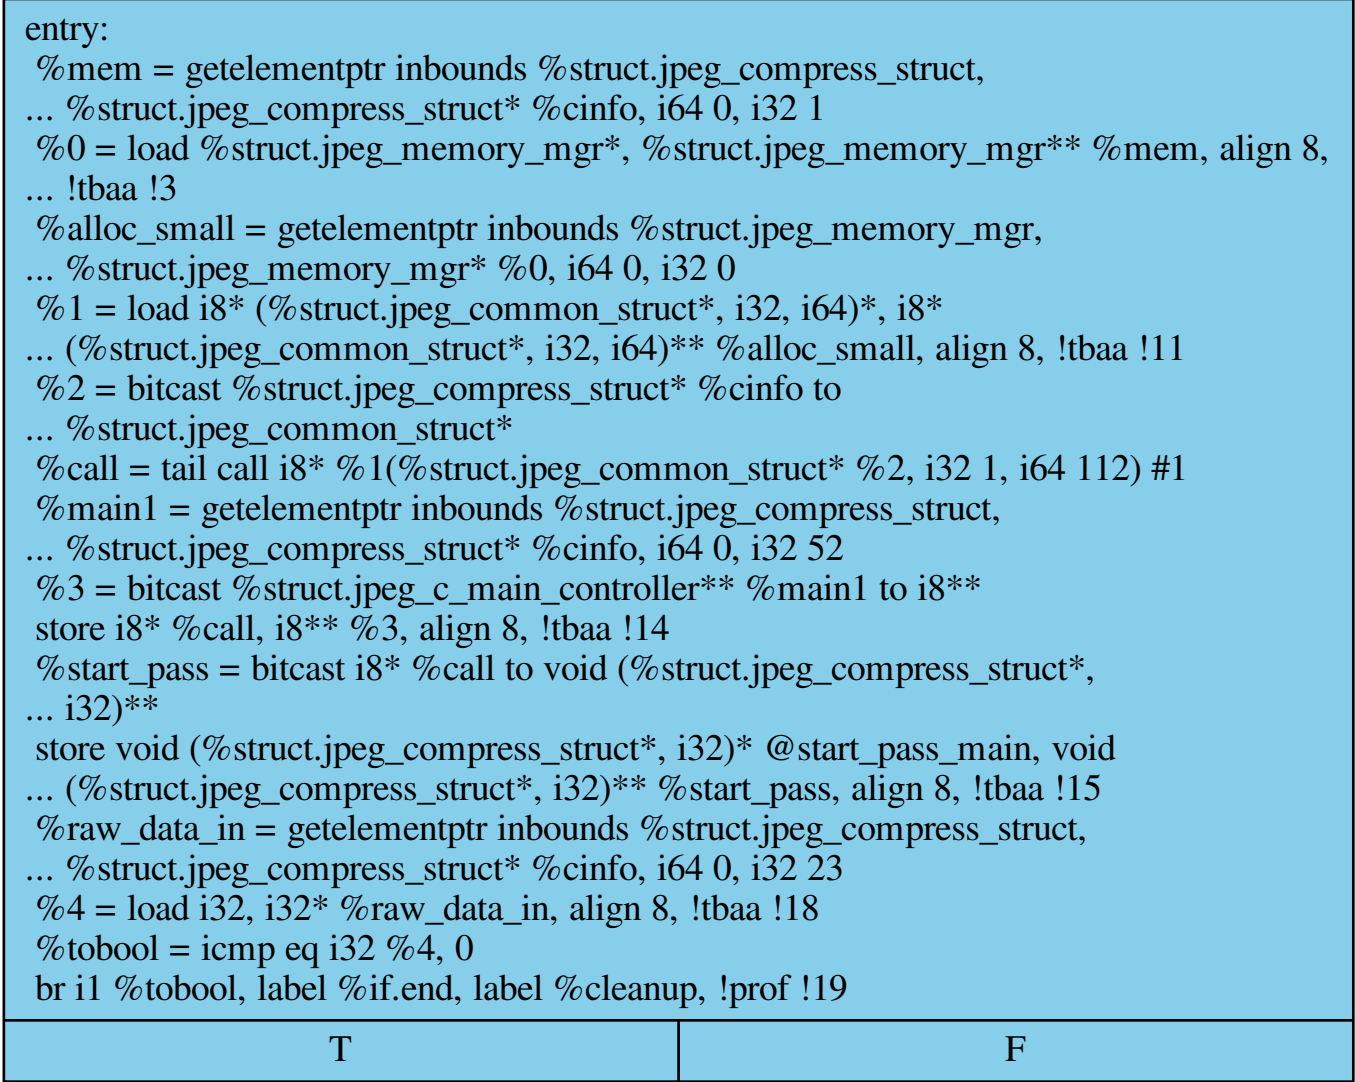 entry:
%mem = getelementptr inbounds %struct.jpeg_compress_struct,
... %struct.jpeg_compress_struct* %cinfo, i64 0, i32 1
%0 = load %struct.jpeg_memory_mgr*, %struct.jpeg_memory_mgr** %mem, align 8,
... !tbaa !3
%alloc_small = getelementptr inbounds %struct.jpeg_memory_mgr,
... %struct.jpeg_memory_mgr* %0, i64 0, i32 0
%1 = load i8* (%struct.jpeg_common_struct*, i32, i64)*, i8*
... (%struct.jpeg_common_struct*, i32, i64)** %alloc_small, align 8, !tbaa !11
%2 = bitcast %struct.jpeg_compress_struct* %cinfo to
... %struct.jpeg_common_struct*
%call = tail call i8* %1(%struct.jpeg_common_struct* %2, i32 1, i64 112) #1
%main1 = getelementptr inbounds %struct.jpeg_compress_struct,
... %struct.jpeg_compress_struct* %cinfo, i64 0, i32 52
%3 = bitcast %struct.jpeg_c_main_controller** %main1 to i8**
store i8* %call, i8** %3, align 8, !tbaa !14
%start_pass = bitcast i8* %call to void (%struct.jpeg_compress_struct*,
... i32)**
store void (%struct.jpeg_compress_struct*, i32)* @start_pass_main, void
... (%struct.jpeg_compress_struct*, i32)** %start_pass, align 8, !tbaa !15
%raw_data_in = getelementptr inbounds %struct.jpeg_compress_struct,
... %struct.jpeg_compress_struct* %cinfo, i64 0, i32 23
%4 = load i32, i32* %raw_data_in, align 8, !tbaa !18
%tobool = icmp eq i32 %4, 0
br i1 %tobool, label %if.end, label %cleanup, !prof !19
T
F